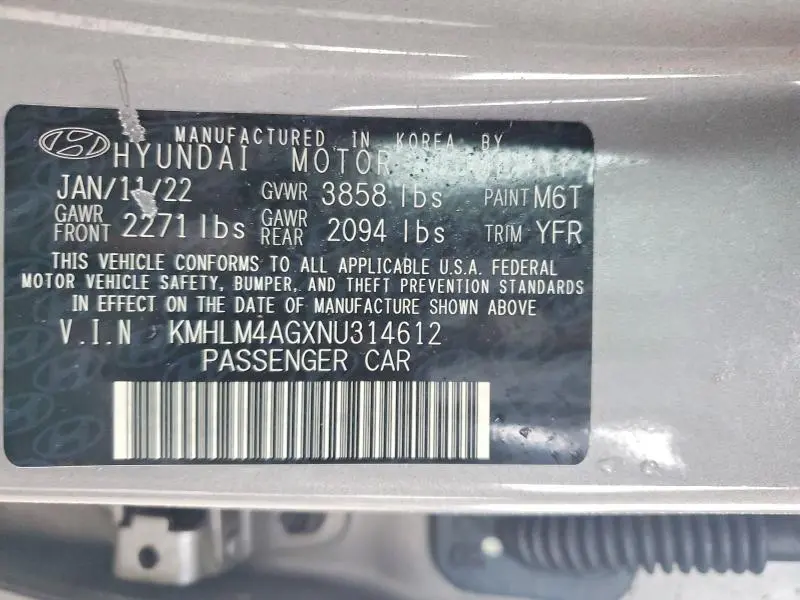 MANUFACTURED IN KOREA BY
HYUNDAI MOTOR
JAN/11/22 GVWR 3858 lbs PAINT M6T
GAWR FRONT 2271 lbs GAWR REAR 2094 lbs TRIM YFR
THIS VEHICLE CONFORMS TO ALL APPLICABLE U.S.A. FEDERAL
MOTOR VEHICLE SAFETY, BUMPER, AND THEFT PREVENTION STANDARDS
IN EFFECT ON THE DATE OF MANUFACTURE SHOWN ABOVE
V.I.N KMHLM4AGXNU314612
PASSENGER CAR